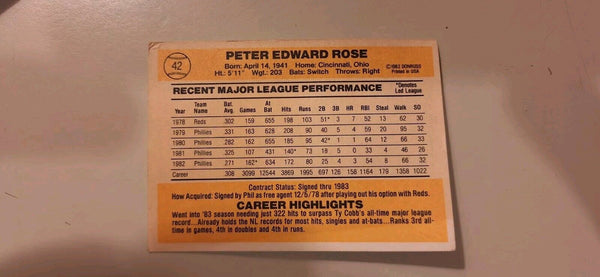 42
PETER EDWARD ROSE
Born: April 14, 1941 Home: Cincinnati, Ohio
Ht.: 5'11" Wgt.: 203 Bats: Switch Throws: Right
©1983 DONRUSS
Printed in USA
RECENT MAJOR LEAGUE PERFORMANCE
*Denotes
Led League
Year Team Name Bat. Avg Games At Bat Hits Runs 2B 3B HR RBI Steal Walk SO
1978 Reds .302 159 655 198 103 51* 3 7 52 13 62 30
1979 Phillies .331 163 628 208 90 40 5 4 59 20 95 32
1980 Phillies .282 162 655 185 95 42* 1 1 64 12 66 33
1981 Phillies .325 107 431 140* 73 18 5 0 33 4 46 26
1982 Phillies .271 162* 634 172 80 25 4 3 54 8 66 32
Career .308 3099 12544 3869 1995 697 126 158 1164 179 1358 1022
Contract Status: Signed thru 1983
How Acquired: Signed by Phil as free agent 12/5/78 after playing out his option with Reds.
CAREER HIGHLIGHTS
Went into '83 season needing just 322 hits to surpass Ty Cobb's all-time major league
record...Already holds the NL records for most hits, singles and at-bats...Ranks 3rd all-
time in games, 4th in doubles and 4th in runs.